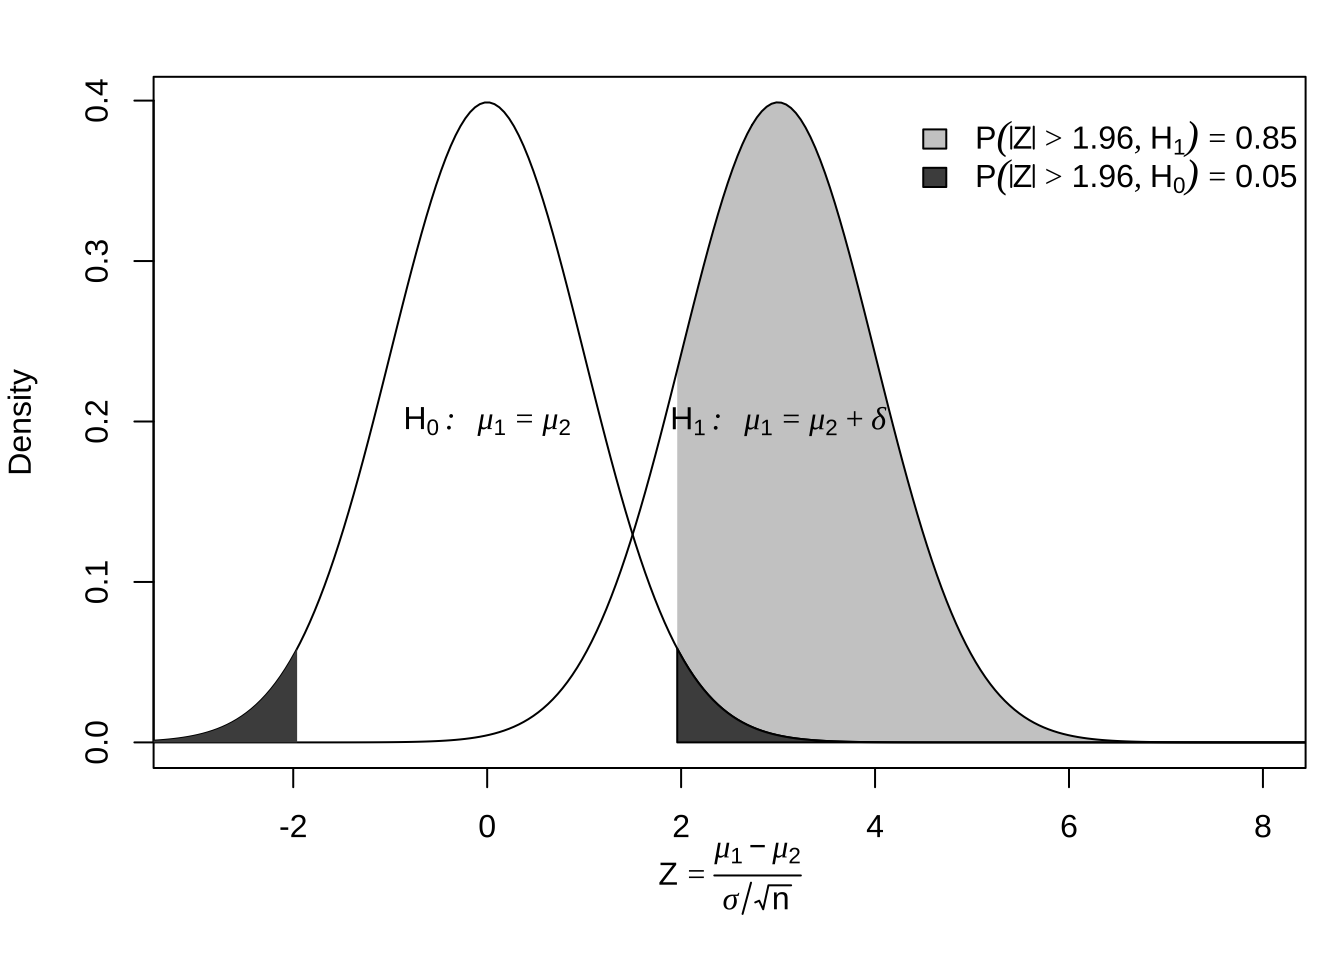 P(|Z| > 1.96, H₁) = 0.85
P(|Z| > 1.96, H₀) = 0.05
Density
0.4
0.3
0.2
0.1
0.0
H₀ : μ₁ = μ₂
H₁ : μ₁ = μ₂ + δ
-2 0 2 4 6 8
Z = (μ₁ − μ₂) / (σ/√n)